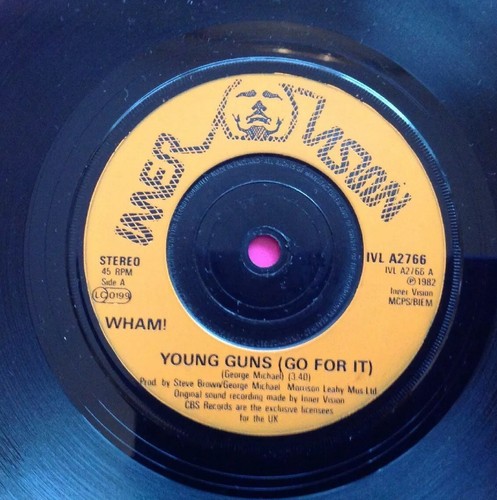 INNER VISION
STEREO
45 RPM
Side A
LC 0199
WHAM!
IVL A2766
IVL A2766 A
℗ 1982
Inner Vision
MCPS/BIEM
YOUNG GUNS (GO FOR IT)
(George Michael) (3.40)
Prod. by Steve Brown/George Michael Morrison Leahy Mus. Ltd.
Original sound recording made by Inner Vision
CBS Records are the exclusive licensees
for the UK